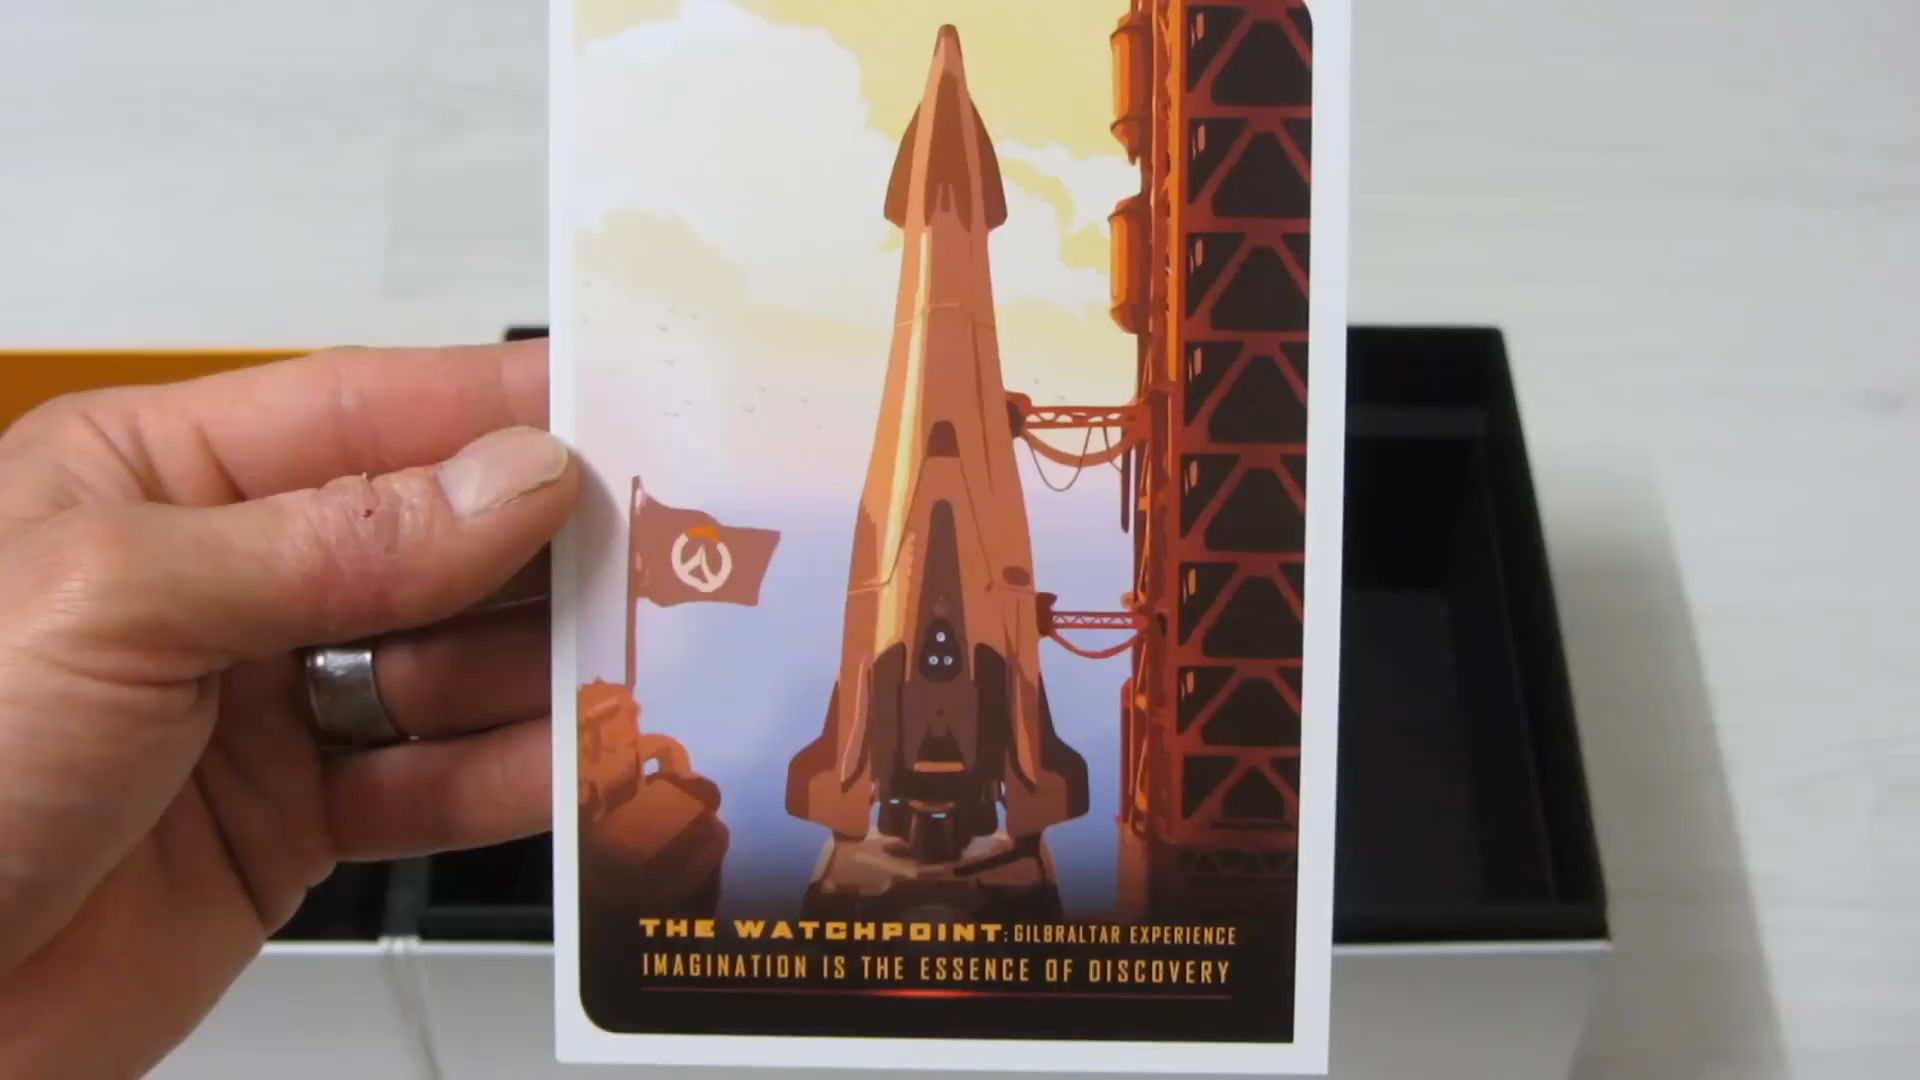 THE WATCHPOINT: GILBRALTAR EXPERIENCE
IMAGINATION IS THE ESSENCE OF DISCOVERY